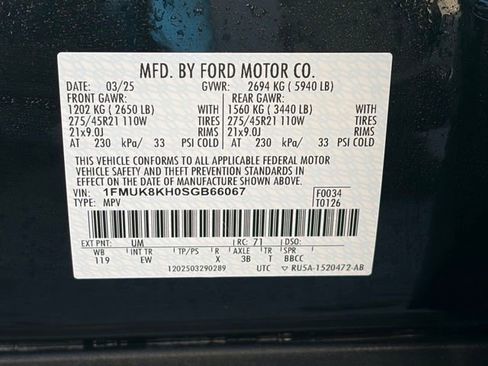 MFD. BY FORD MOTOR CO.
DATE: 03/25 GVWR: 2694 KG ( 5940 LB)
FRONT GAWR: REAR GAWR:
1202 KG ( 2650 LB) WITH 1560 KG ( 3440 LB) WITH
275/45R21 110W TIRES 275/45R21 110W TIRES
21x9.0J RIMS 21x9.0J RIMS
AT 230 kPa/ 33 PSI COLD AT 230 kPa/ 33 PSI COLD
THIS VEHICLE CONFORMS TO ALL APPLICABLE FEDERAL MOTOR
VEHICLE SAFETY AND THEFT PREVENTION STANDARDS IN
EFFECT ON THE DATE OF MANUFACTURE SHOWN ABOVE.
VIN: 1FMUK8KH0SGB66067 F0034
TYPE: MPV T0126
EXT PNT: UM RC: 71 DSO:
WB INT TR TP/PS R AXLE TR SPR
119 EW X 3B T BBCC
1202503290289 UTC RU5A-1520472-AB